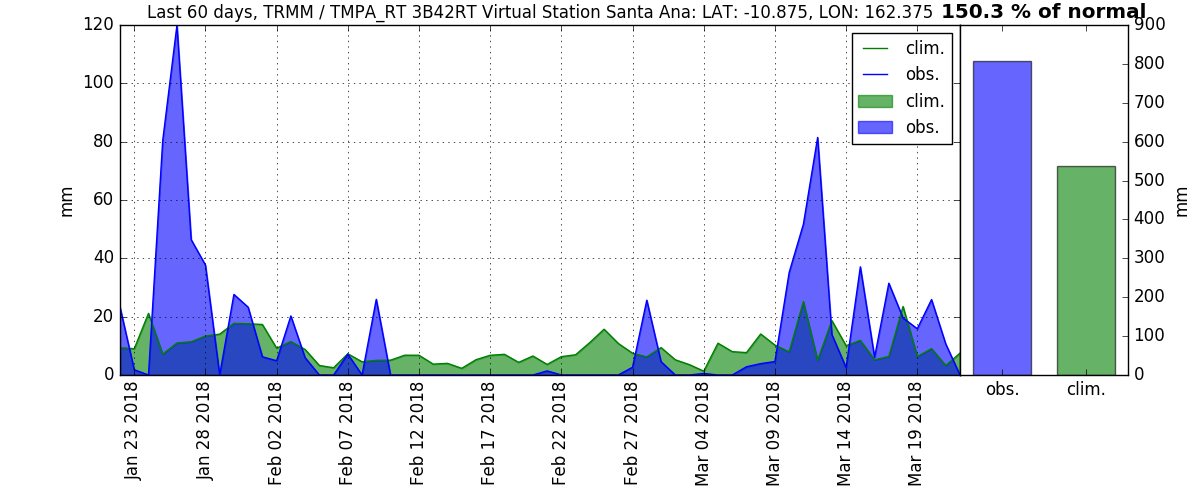 Last 60 days, TRMM / TMPA_RT 3B42RT Virtual Station Santa Ana: LAT: -10.875, LON: 162.375 150.3 % of normal
120
100
80
60
40
20
0
mm
clim.
obs.
clim.
obs.
Jan 23 2018
Jan 28 2018
Feb 02 2018
Feb 07 2018
Feb 12 2018
Feb 17 2018
Feb 22 2018
Feb 27 2018
Mar 04 2018
Mar 09 2018
Mar 14 2018
Mar 19 2018
900
800
700
600
500
400
300
200
100
0
mm
obs.
clim.